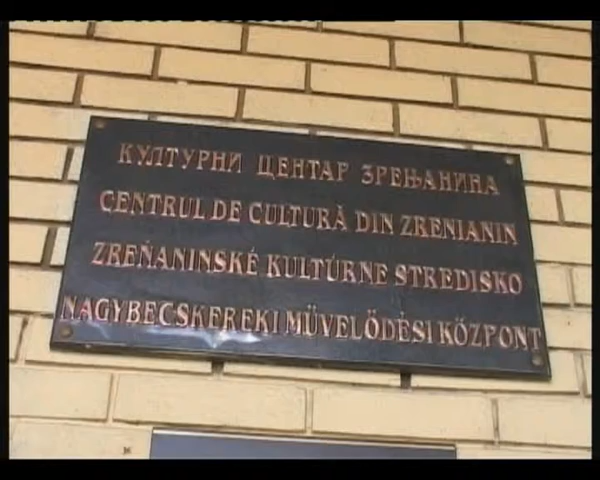 КУЛТУРНИ ЦЕНТАР ЗРЕЊАНИНА
CENTRUL DE CULTURĂ DIN ZRENIANIN
ZREŇANINSKÉ KULTÚRNE STREDISKO
NAGYBECSKEREKI MŰVELŐDÉSI KÖZPONT